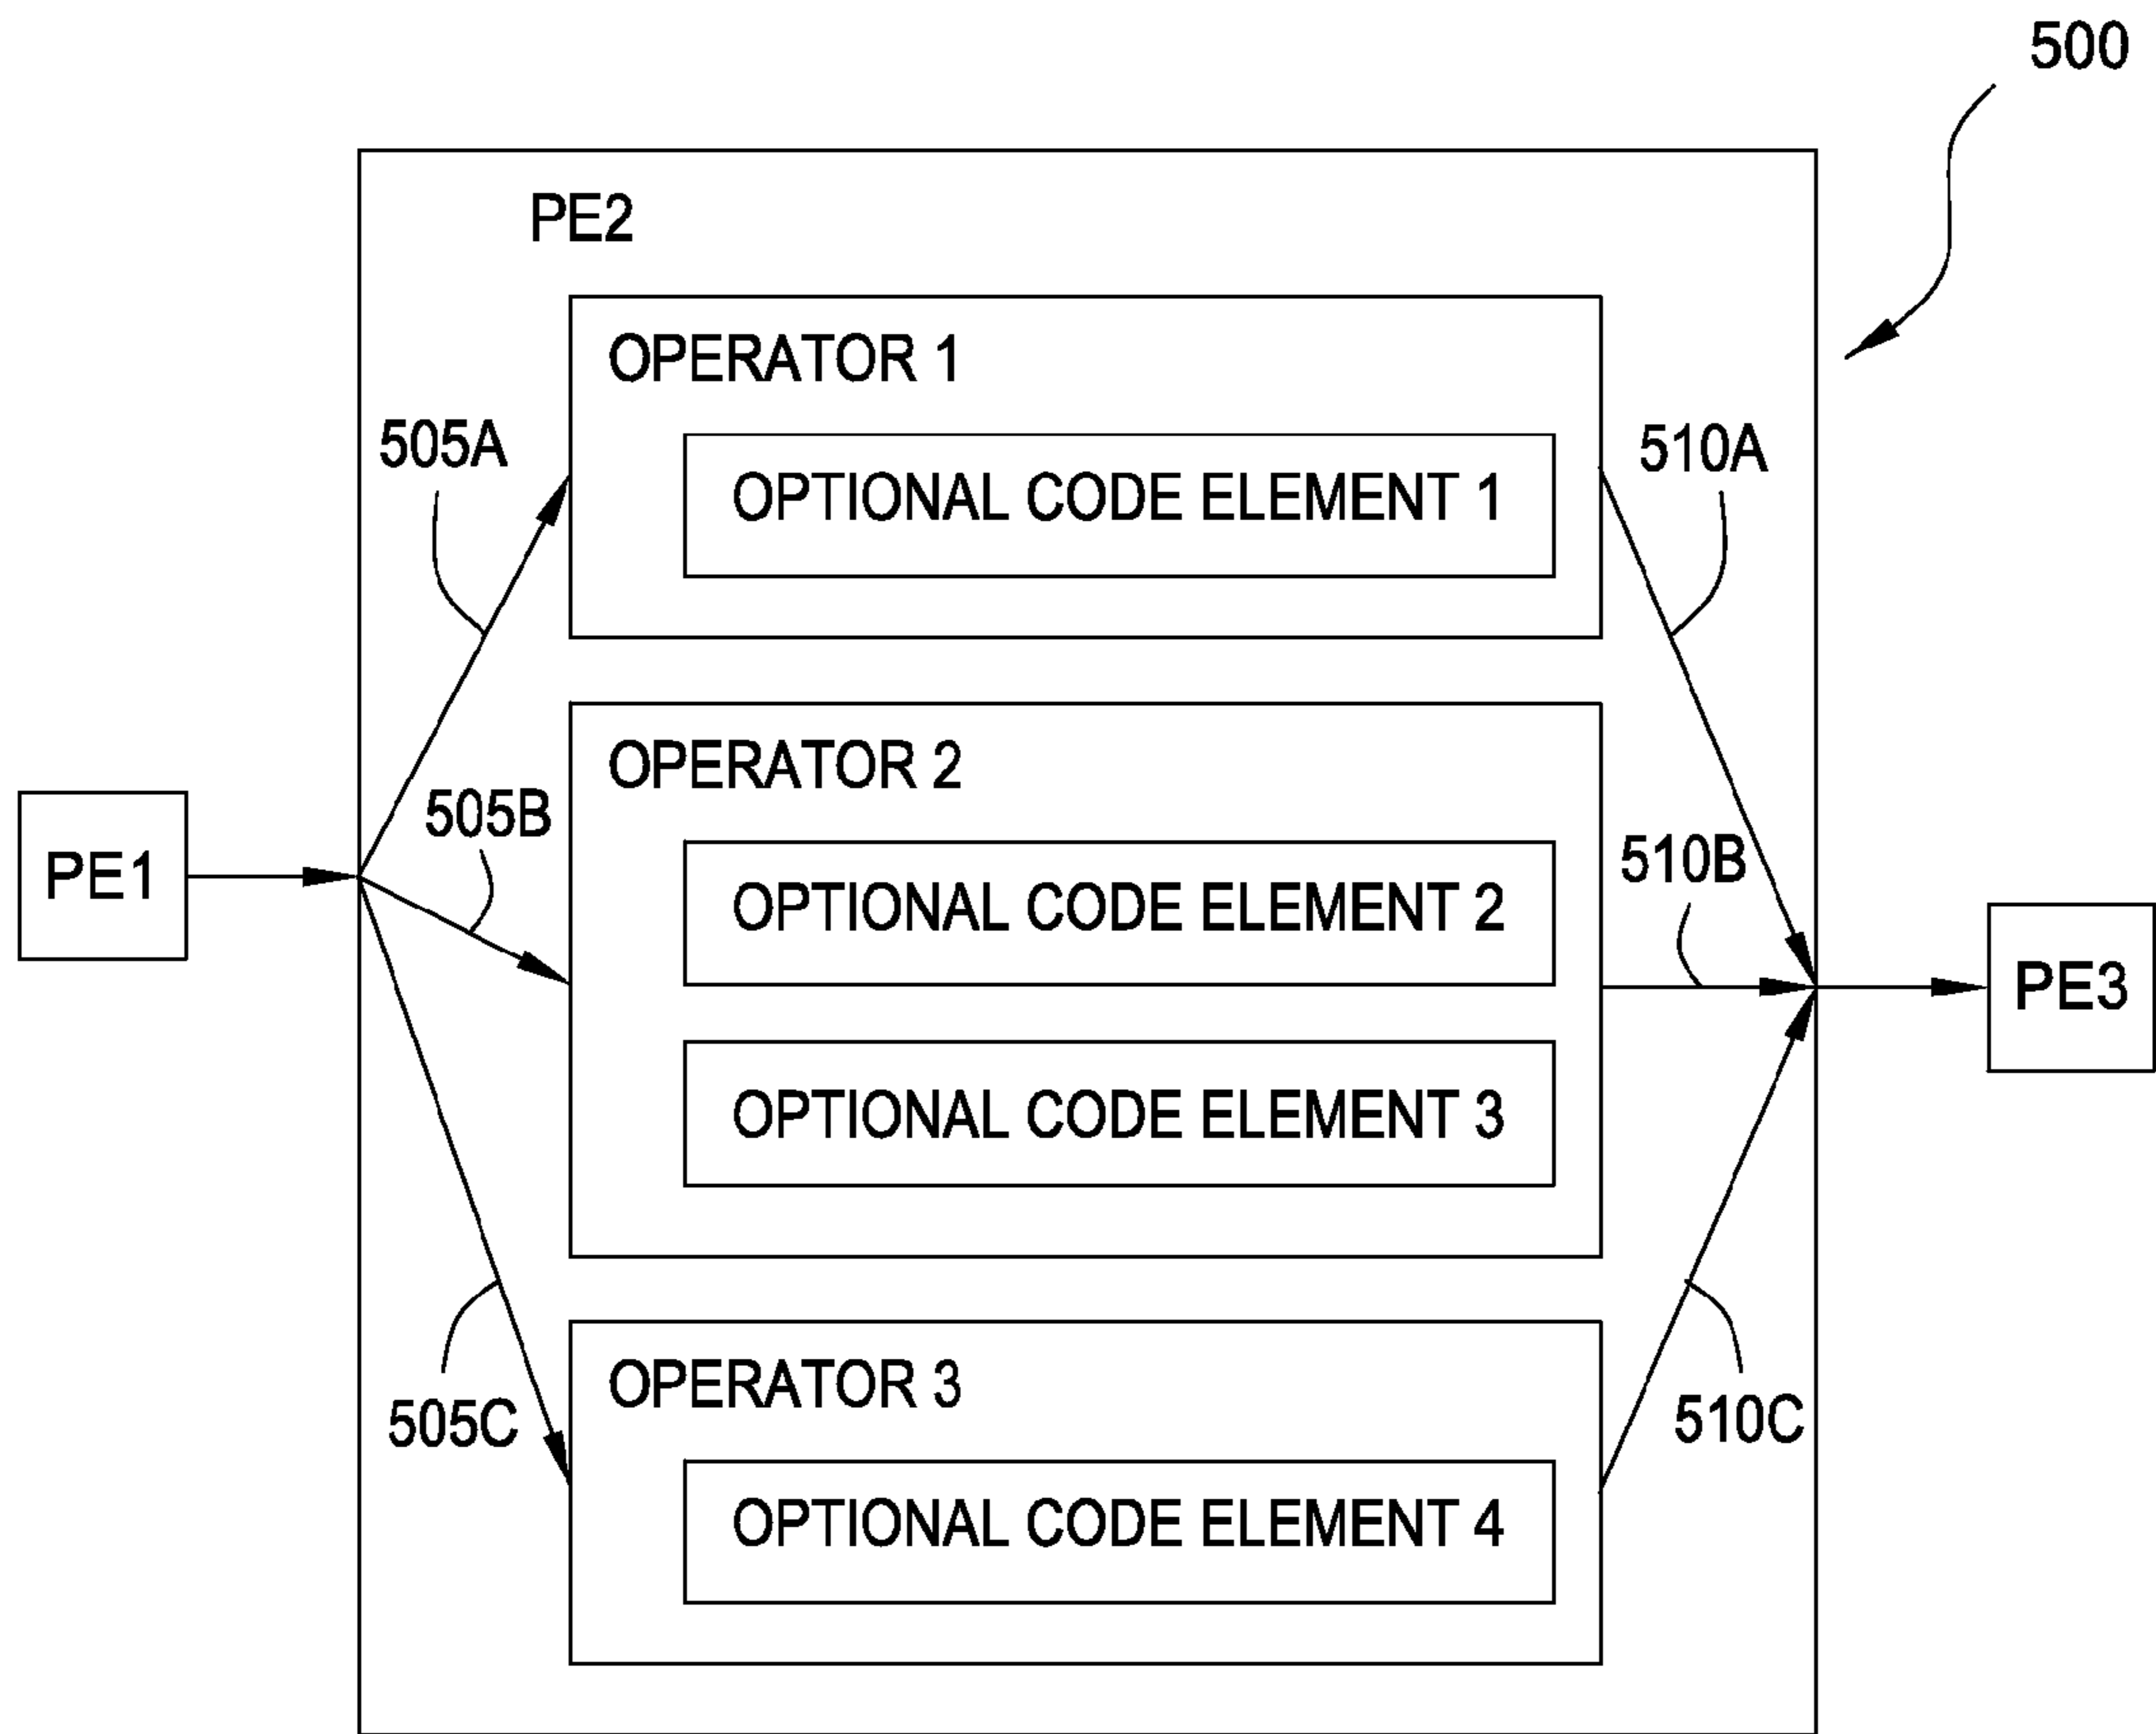 500
PE2
OPERATOR 1
505A
510A
OPTIONAL CODE ELEMENT 1
OPERATOR 2
505B
510B
PE1
OPTIONAL CODE ELEMENT 2
PE3
OPTIONAL CODE ELEMENT 3
OPERATOR 3
505C
510C
OPTIONAL CODE ELEMENT 4